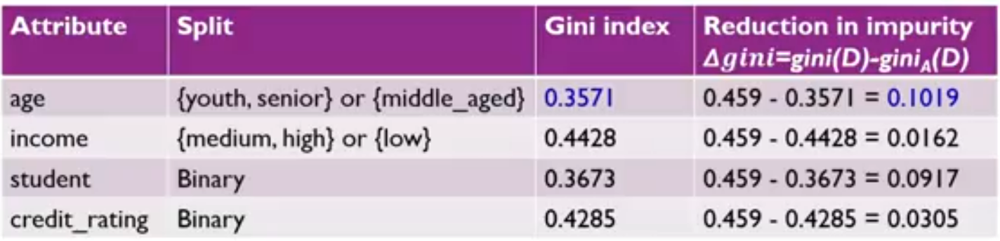 Attribute Split Gini index Reduction in impurity
Δgini=gini(D)-giniA(D)
age {youth, senior} or {middle_aged} 0.3571 0.459 - 0.3571 = 0.1019
income {medium, high} or {low} 0.4428 0.459 - 0.4428 = 0.0162
student Binary 0.3673 0.459 - 0.3673 = 0.0917
credit_rating Binary 0.4285 0.459 - 0.4285 = 0.0305